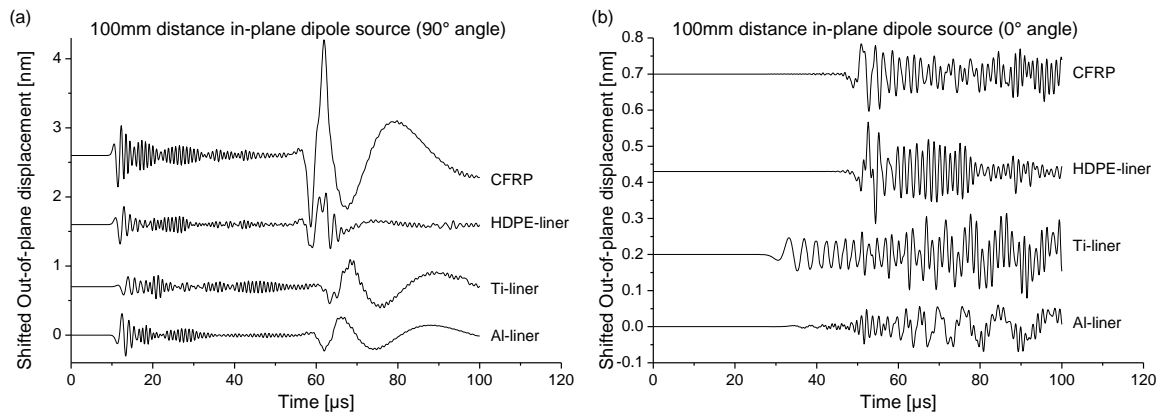 (a)
100mm distance in-plane dipole source (90° angle)
Shifted Out-of-plane displacement [nm]
4
3
2
1
0
CFRP
HDPE-liner
Ti-liner
Al-liner
0 20 40 60 80 100 120
Time [µs]
(b)
100mm distance in-plane dipole source (0° angle)
Shifted Out-of-plane displacement [nm]
0.8
0.7
0.6
0.5
0.4
0.3
0.2
0.1
0.0
-0.1
CFRP
HDPE-liner
Ti-liner
Al-liner
0 20 40 60 80 100 120
Time [µs]